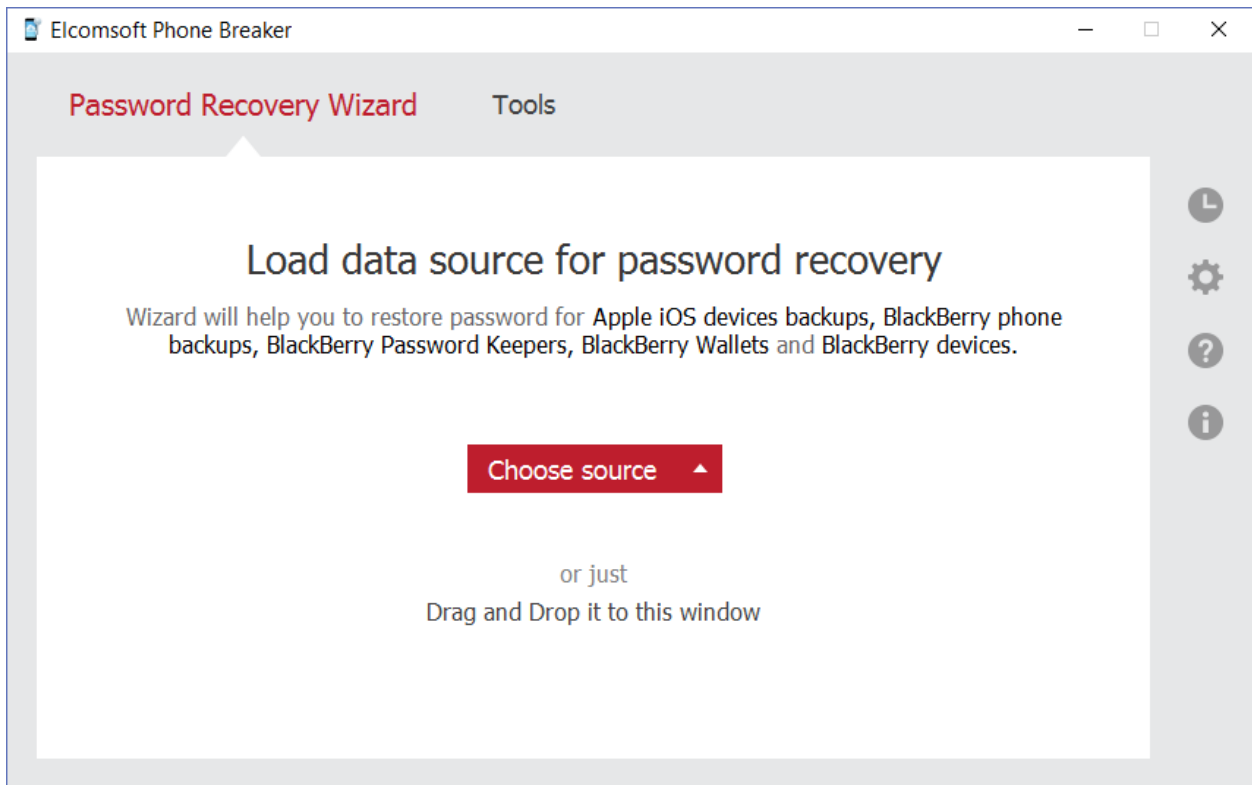 Elcomsoft Phone Breaker
Password Recovery Wizard
Tools
Load data source for password recovery
Wizard will help you to restore password for Apple iOS devices backups, BlackBerry phone
backups, BlackBerry Password Keepers, BlackBerry Wallets and BlackBerry devices.
Choose source
or just
Drag and Drop it to this window